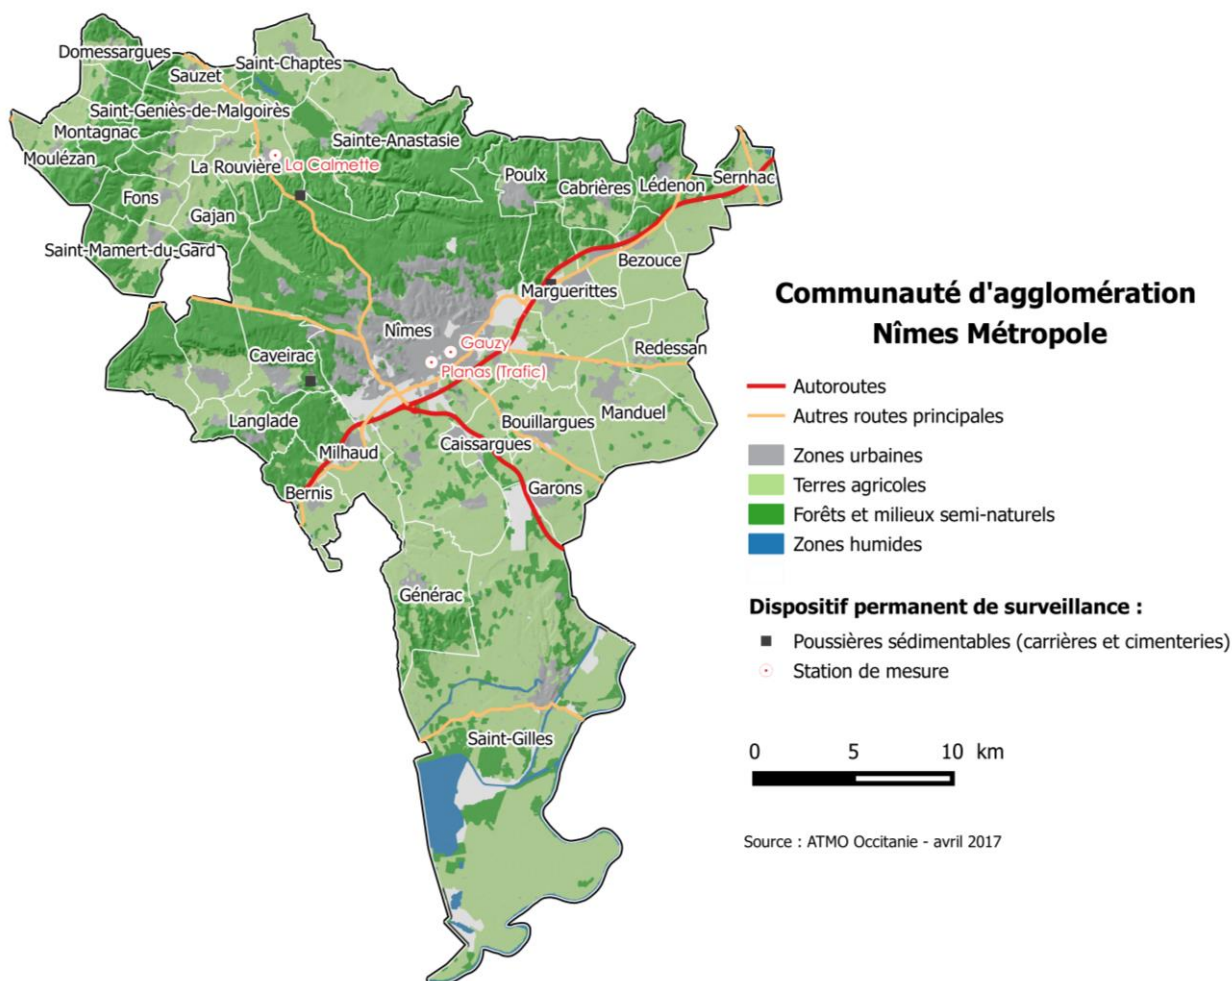 Domessargues
Saint-Chaptes
Sauzet
Saint-Geniès-de-Malgoirès
Montagnac
Sainte-Anastasie
Moulézan
La Rouvière
La Calmette
Poulx
Cabrières
Lédenon
Sernhac
Fons
Gajan
Saint-Mamert-du-Gard
Bezouce
Marguerittes
Nîmes
Gauzy
Redessan
Caveirac
Planas (Trafic)
Langlade
Bouillargues
Manduel
Milhaud
Caissargues
Bernis
Garons
Générac
Saint-Gilles
Communauté d'agglomération
Nîmes Métropole
Autoroutes
Autres routes principales
Zones urbaines
Terres agricoles
Forêts et milieux semi-naturels
Zones humides
Dispositif permanent de surveillance :
Poussières sédimentables (carrières et cimenteries)
Station de mesure
0 5 10 km
Source : ATMO Occitanie - avril 2017